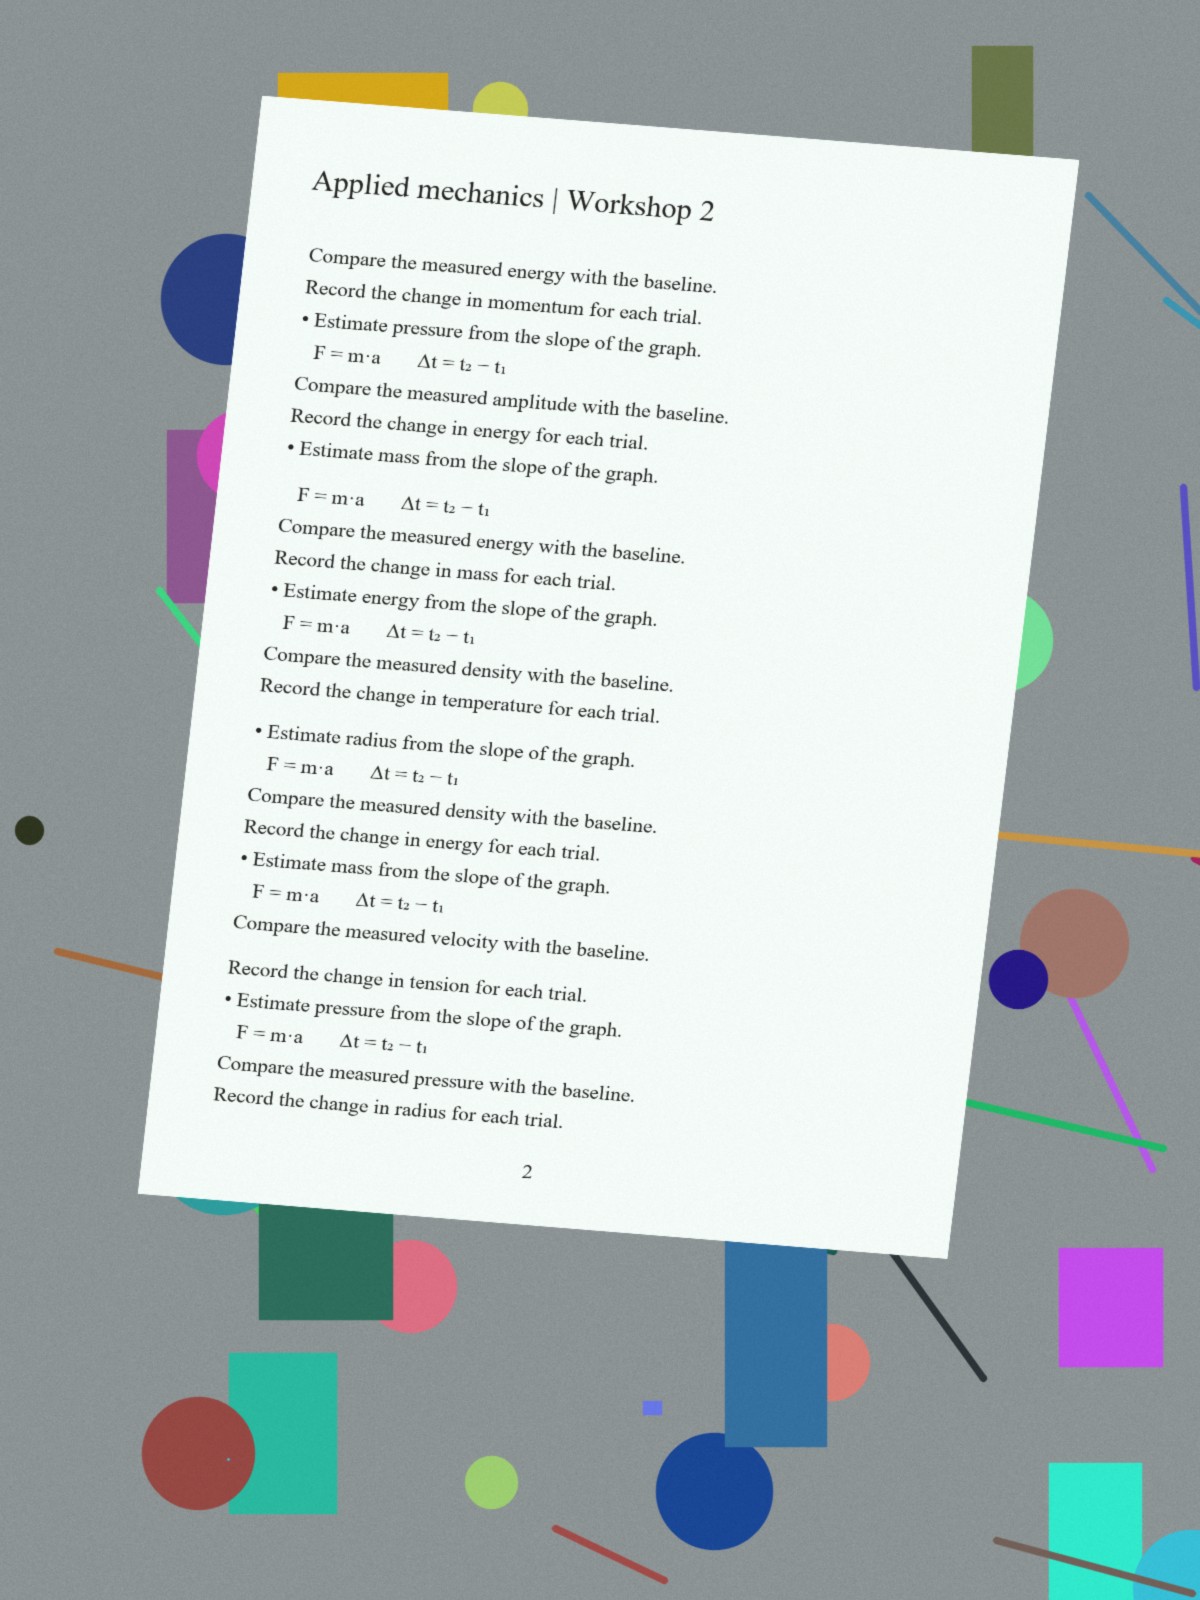 Applied mechanics | Workshop 2
Compare the measured energy with the baseline.
Record the change in momentum for each trial.
• Estimate pressure from the slope of the graph.
F = m·a Δt = t₂ − t₁
Compare the measured amplitude with the baseline.
Record the change in energy for each trial.
• Estimate mass from the slope of the graph.
F = m·a Δt = t₂ − t₁
Compare the measured energy with the baseline.
Record the change in mass for each trial.
• Estimate energy from the slope of the graph.
F = m·a Δt = t₂ − t₁
Compare the measured density with the baseline.
Record the change in temperature for each trial.
• Estimate radius from the slope of the graph.
F = m·a Δt = t₂ − t₁
Compare the measured density with the baseline.
Record the change in energy for each trial.
• Estimate mass from the slope of the graph.
F = m·a Δt = t₂ − t₁
Compare the measured velocity with the baseline.
Record the change in tension for each trial.
• Estimate pressure from the slope of the graph.
F = m·a Δt = t₂ − t₁
Compare the measured pressure with the baseline.
Record the change in radius for each trial.
2